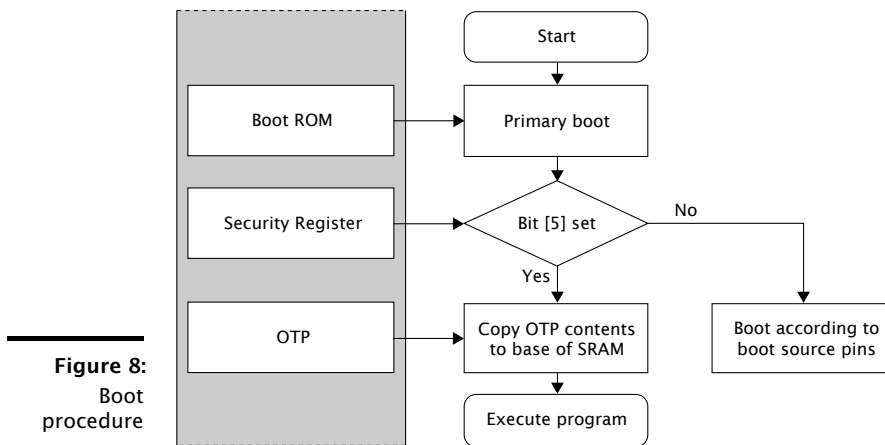 Start
Boot ROM
Primary boot
Security Register
Bit [5] set
No
Yes
OTP
Copy OTP contents
to base of SRAM
Boot according to
boot source pins
Execute program
Figure 8:
Boot
procedure